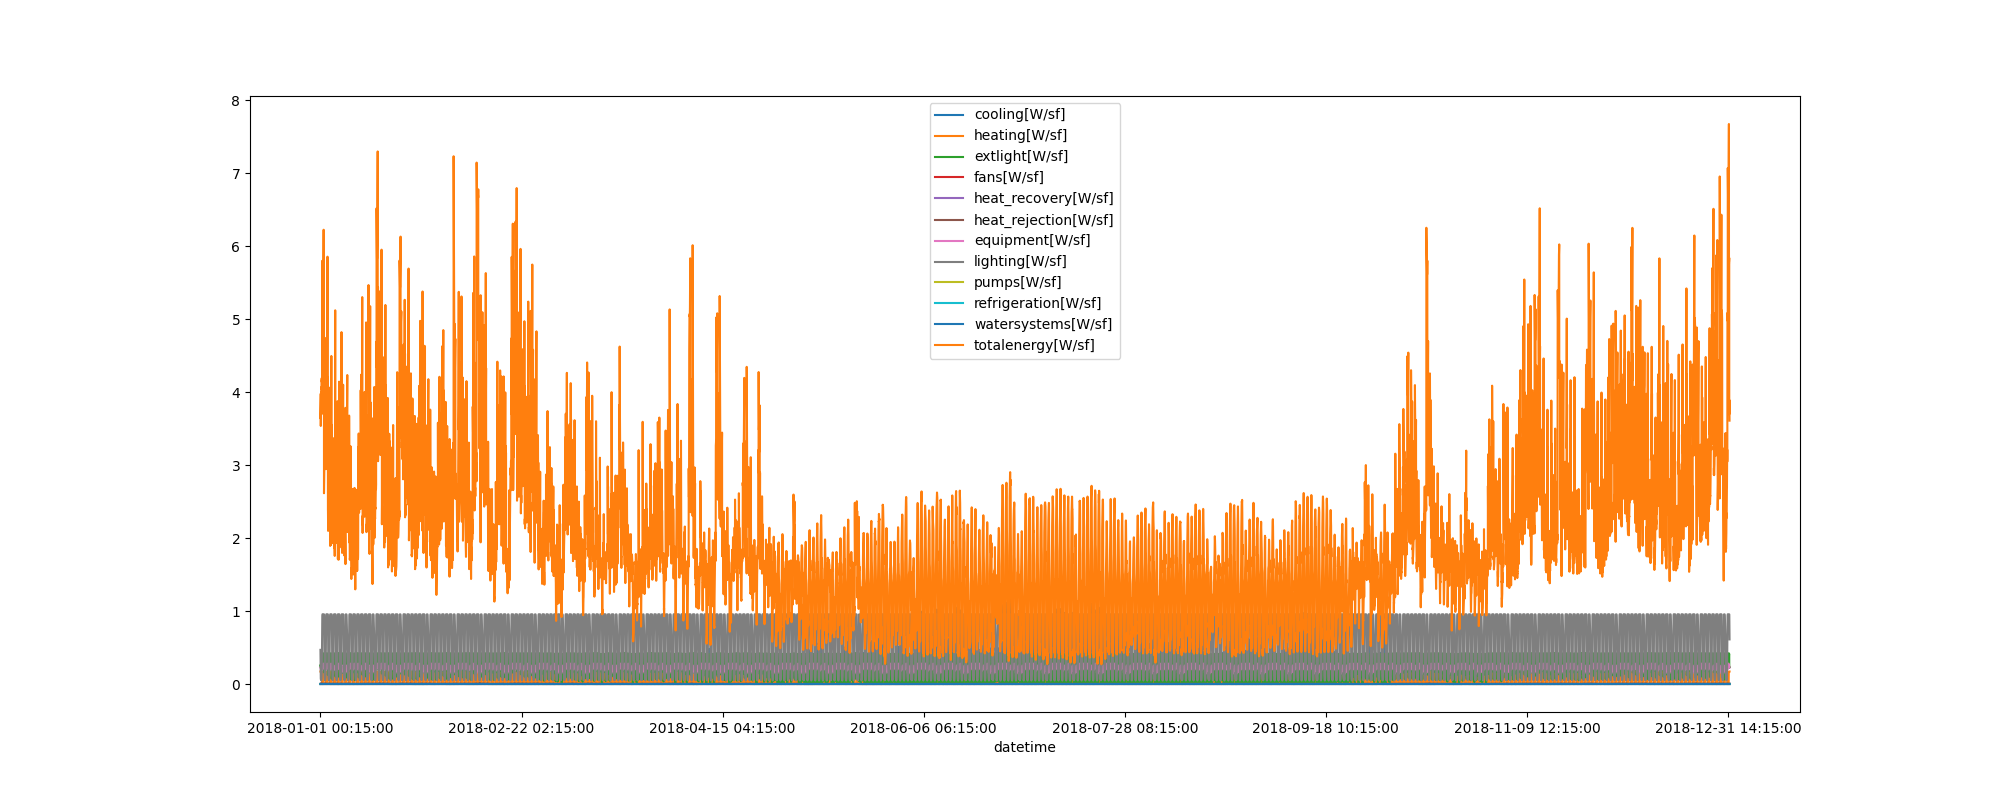 8
7
6
5
4
3
2
1
0
cooling[W/sf]
heating[W/sf]
extlight[W/sf]
fans[W/sf]
heat_recovery[W/sf]
heat_rejection[W/sf]
equipment[W/sf]
lighting[W/sf]
pumps[W/sf]
refrigeration[W/sf]
watersystems[W/sf]
totalenergy[W/sf]
2018-01-01 00:15:00 2018-02-22 02:15:00 2018-04-15 04:15:00 2018-06-06 06:15:00 2018-07-28 08:15:00 2018-09-18 10:15:00 2018-11-09 12:15:00 2018-12-31 14:15:00
datetime